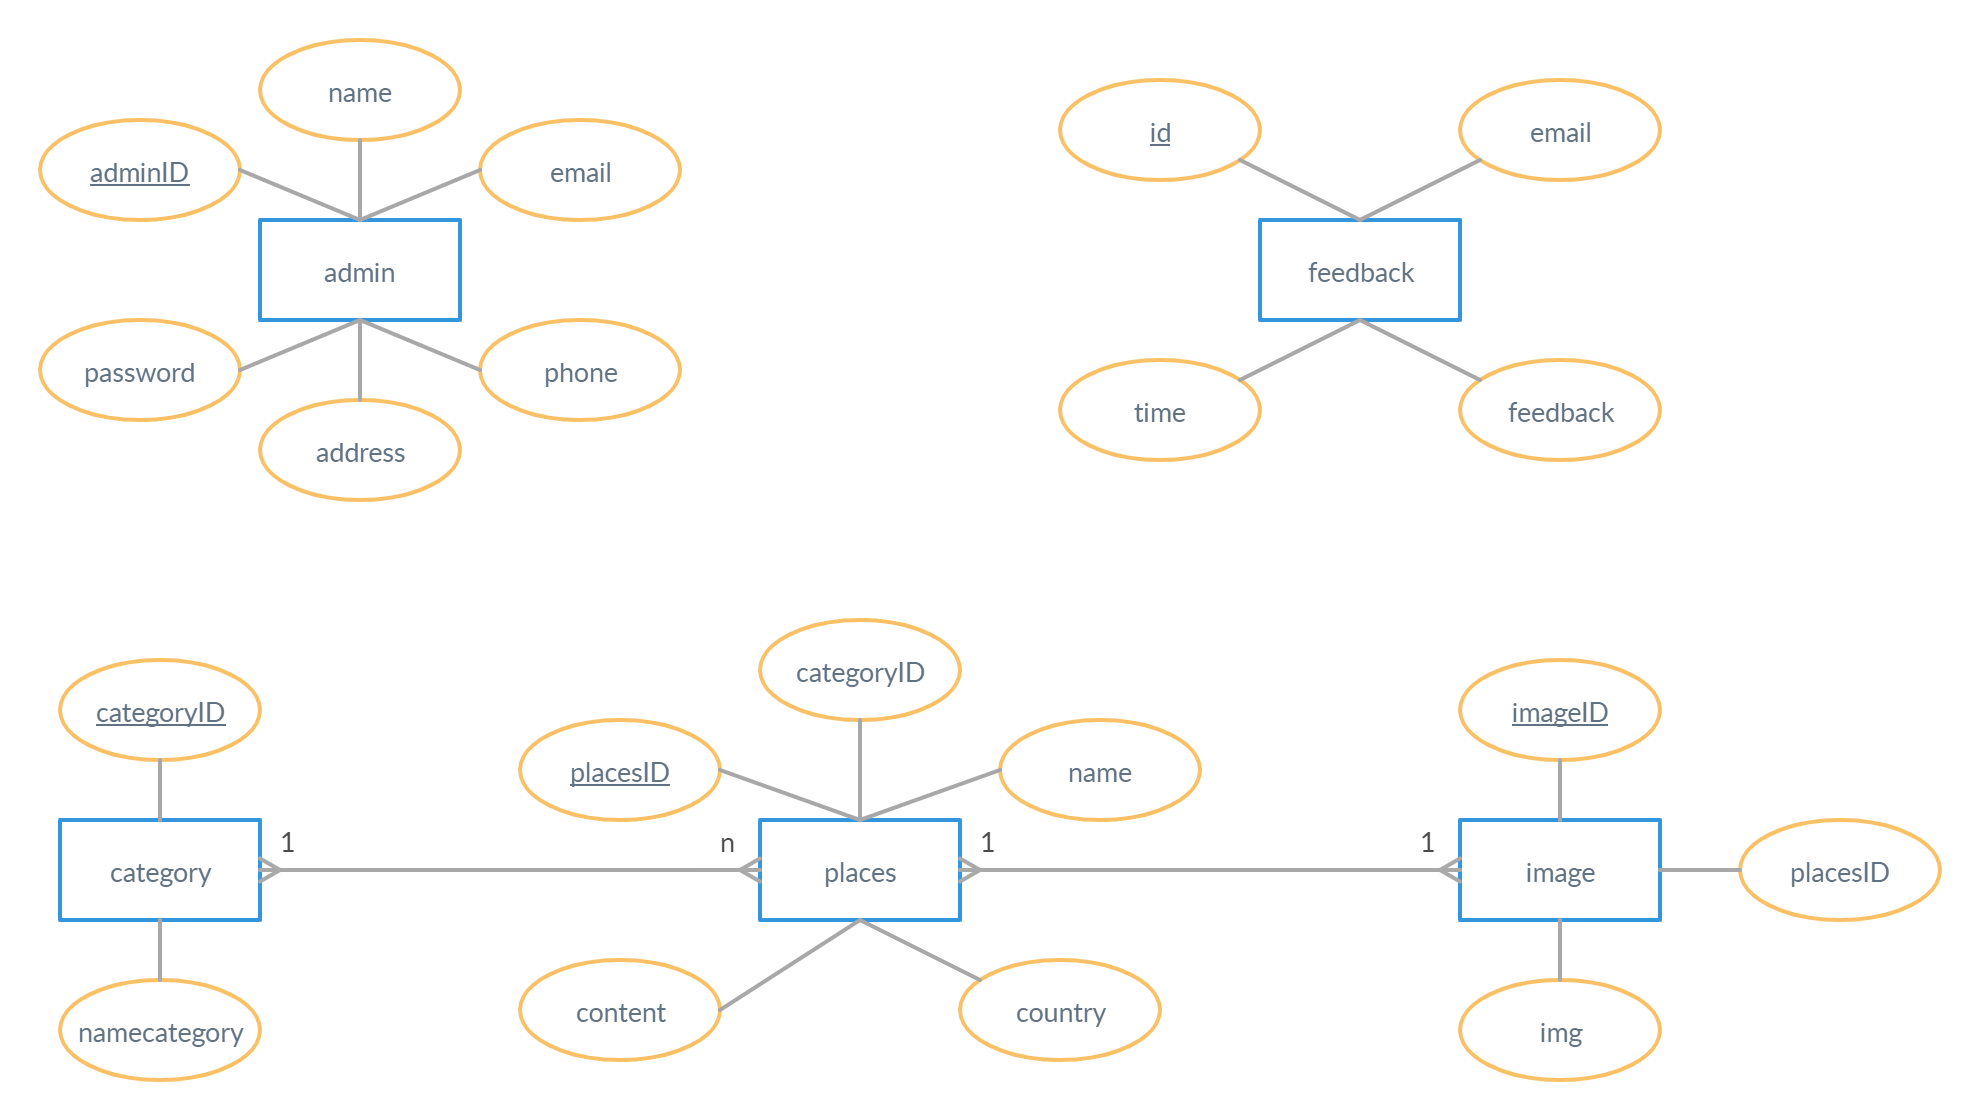 name
adminID
email
admin
password
phone
address
id
email
feedback
time
feedback
categoryID
category
namecategory
1
n
categoryID
placesID
name
places
content
country
1
1
imageID
image
placesID
img